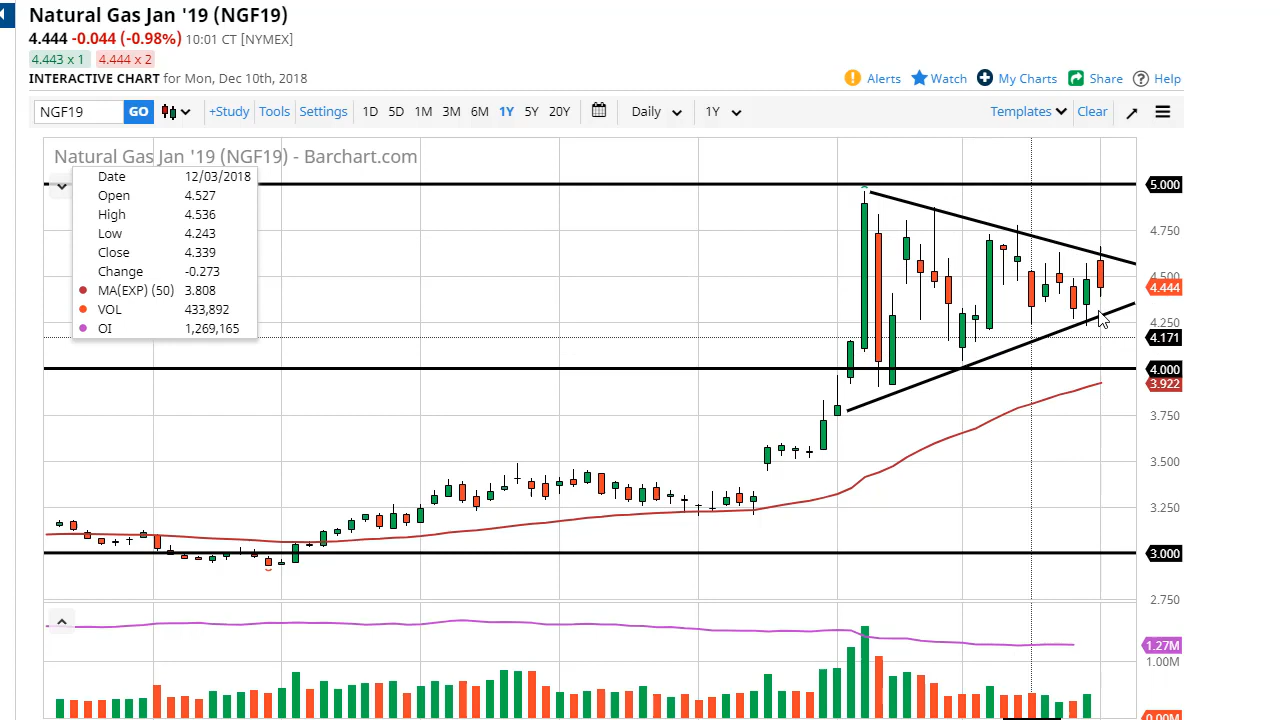 Natural Gas Jan '19 (NGF19)
4.444 -0.044 (-0.98%) 10:01 CT [NYMEX]
4.443 x 1 4.444 x 2
INTERACTIVE CHART for Mon, Dec 10th, 2018
Alerts Watch My Charts Share Help
NGF19 GO +Study Tools Settings 1D 5D 1M 3M 6M 1Y 5Y 20Y Daily 1Y Templates Clear
Natural Gas Jan '19 (NGF19) - Barchart.com
Date 12/03/2018
Open 4.527
High 4.536
Low 4.243
Close 4.339
Change -0.273
MA(EXP) (50) 3.808
VOL 433,892
OI 1,269,165
5.000
4.750
4.500
4.444
4.250
4.171
4.000
3.922
3.750
3.500
3.250
3.000
2.750
1.27M
1.00M
0.00M